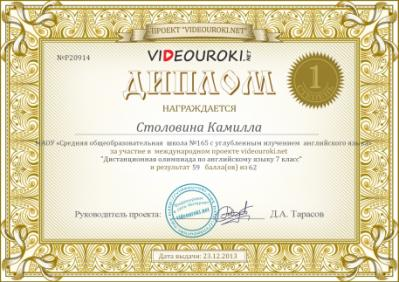 ПРОЕКТ "VIDEOUROKI.NET"
№P20914
VIDEOUROKI.NET
ДИПЛОМ
1
НАГРАЖДАЕТСЯ
Столовина Камилла
МАОУ «Средняя общеобразовательная школа №165 с углубленным изучением английского языка»
за участие в международном проекте videouroki.net
"Дистанционная олимпиада по английскому языку 7 класс"
и результат 59 балла(ов) из 62
VIDEOUROKI.NET
Руководитель проекта:
Д.А. Тарасов
Дата выдачи: 23.12.2013